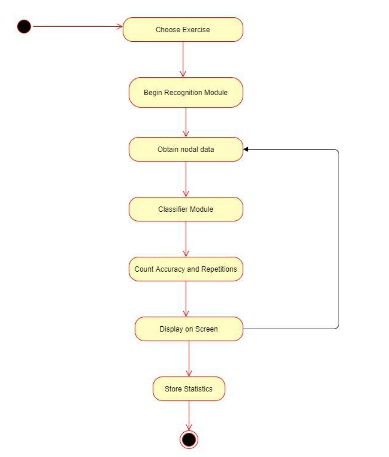 Choose Exercise
Begin Recognition Module
Obtain nodal data
Classifier Module
Count Accuracy and Repetitions
Display on Screen
Store Statistics